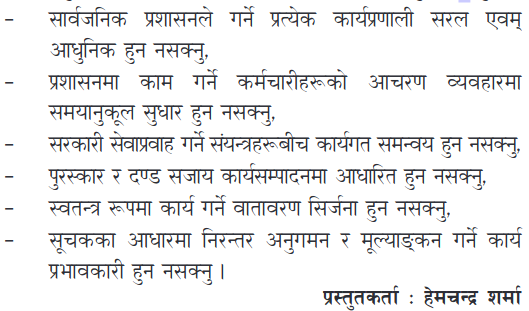 - सार्वजनिक प्रशासनले गर्ने प्रत्येक कार्यप्रणाली सरल एवम्
आधुनिक हुन नसक्नु,
- प्रशासनमा काम गर्ने कर्मचारीहरूको आचरण व्यवहारमा
समयानुकूल सुधार हुन नसक्नु,
- सरकारी सेवाप्रवाह गर्ने संयन्त्रहरूबीच कार्यगत समन्वय हुन नसक्नु,
- पुरस्कार र दण्ड सजाय कार्यसम्पादनमा आधारित हुन नसक्नु,
- स्वतन्त्र रूपमा कार्य गर्ने वातावरण सिर्जना हुन नसक्नु,
- सूचकका आधारमा निरन्तर अनुगमन र मूल्याङ्कन गर्ने कार्य
प्रभावकारी हुन नसक्नु ।
प्रस्तुतकर्ता : हेमचन्द्र शर्मा